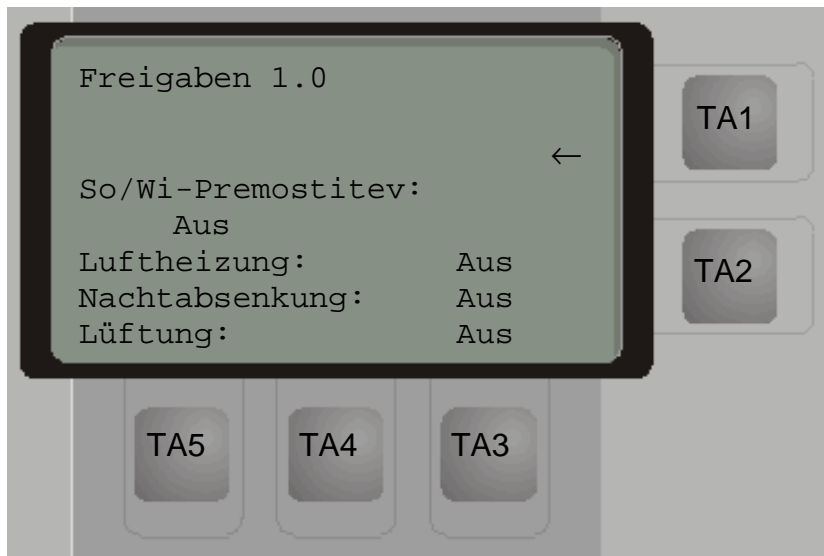 Freigaben 1.0
←
So/Wi-Premostitev:
Aus
Luftheizung: Aus
Nachtabsenkung: Aus
Lüftung: Aus
TA1
TA2
TA5 TA4 TA3